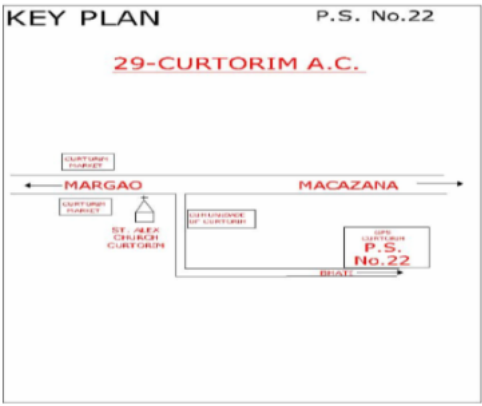 KEY PLAN
P.S. No.22
29-CURTORIM A.C.
CURTORIM
MARKET
MARGAO
MACAZANA
CURTORIM
MARKET
ST. ALEX
CHURCH
CURTORIM
COMUNIDADE
OF CURTORIM
GPS
CURTORIM
P.S.
No.22